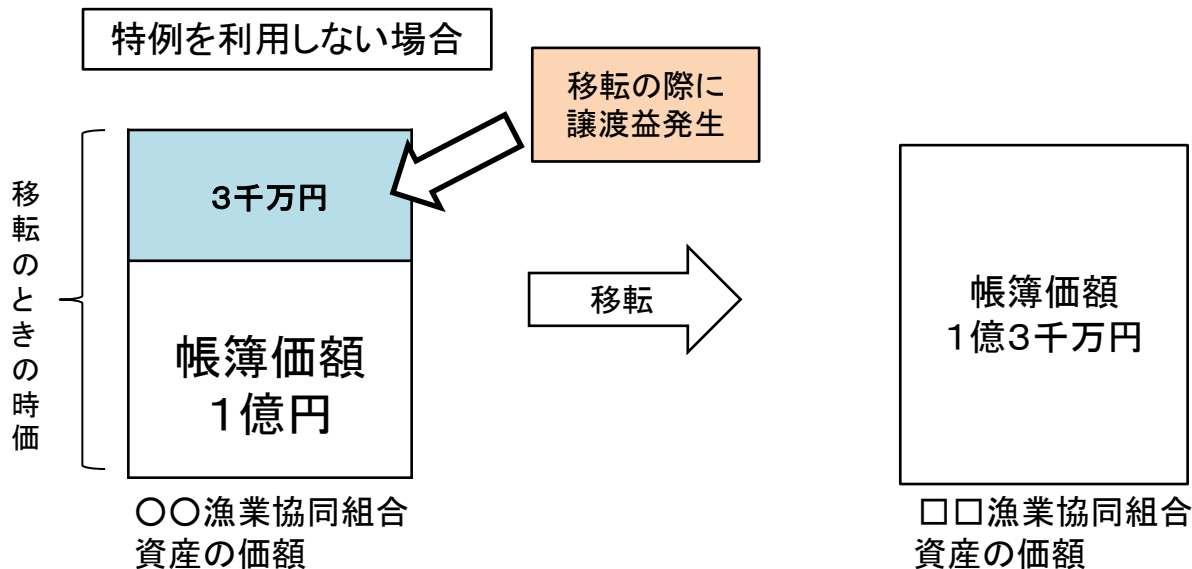 特例を利用しない場合
移転の際に
譲渡益発生
移転のときの時価
3千万円
帳簿価額
1億円
移転
帳簿価額
1億3千万円
〇〇漁業協同組合
資産の価額
□□漁業協同組合
資産の価額